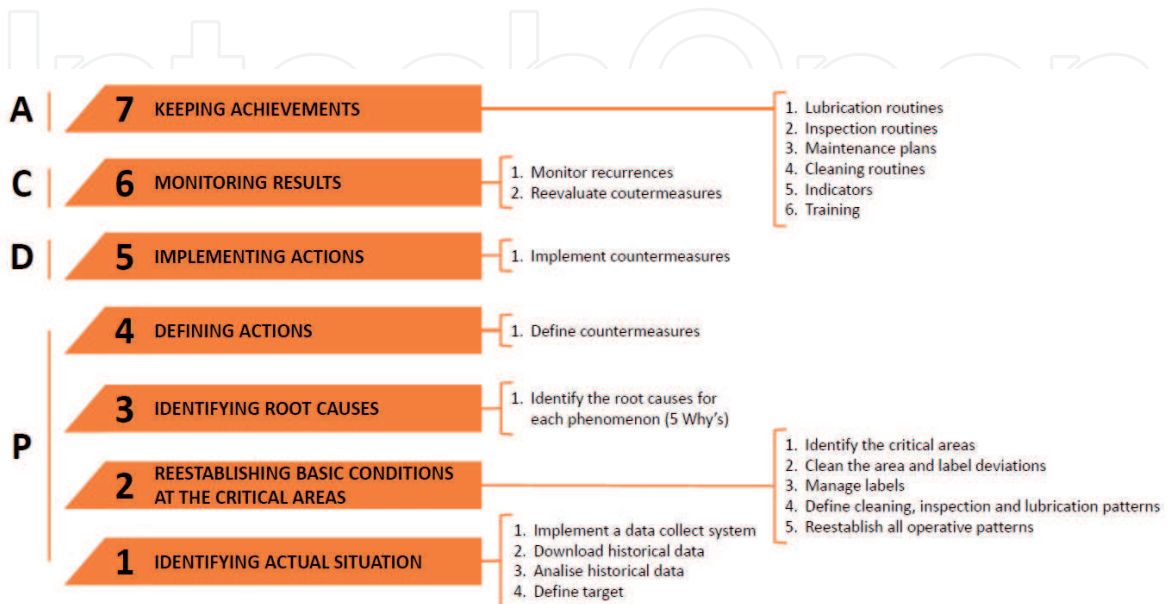 IntechOpen
A
7 KEEPING ACHIEVEMENTS
1. Lubrication routines
2. Inspection routines
3. Maintenance plans
4. Cleaning routines
5. Indicators
6. Training
C
6 MONITORING RESULTS
1. Monitor recurrences
2. Reevaluate coutermeasures
D
5 IMPLEMENTING ACTIONS
1. Implement countermeasures
P
4 DEFINING ACTIONS
1. Define countermeasures
3 IDENTIFYING ROOT CAUSES
1. Identify the root causes for
each phenomenon (5 Why's)
2 REESTABLISHING BASIC CONDITIONS
AT THE CRITICAL AREAS
1. Identify the critical areas
2. Clean the area and label deviations
3. Manage labels
4. Define cleaning, inspection and lubrication patterns
5. Reestablish all operative patterns
1 IDENTIFYING ACTUAL SITUATION
1. Implement a data collect system
2. Download historical data
3. Analise historical data
4. Define target